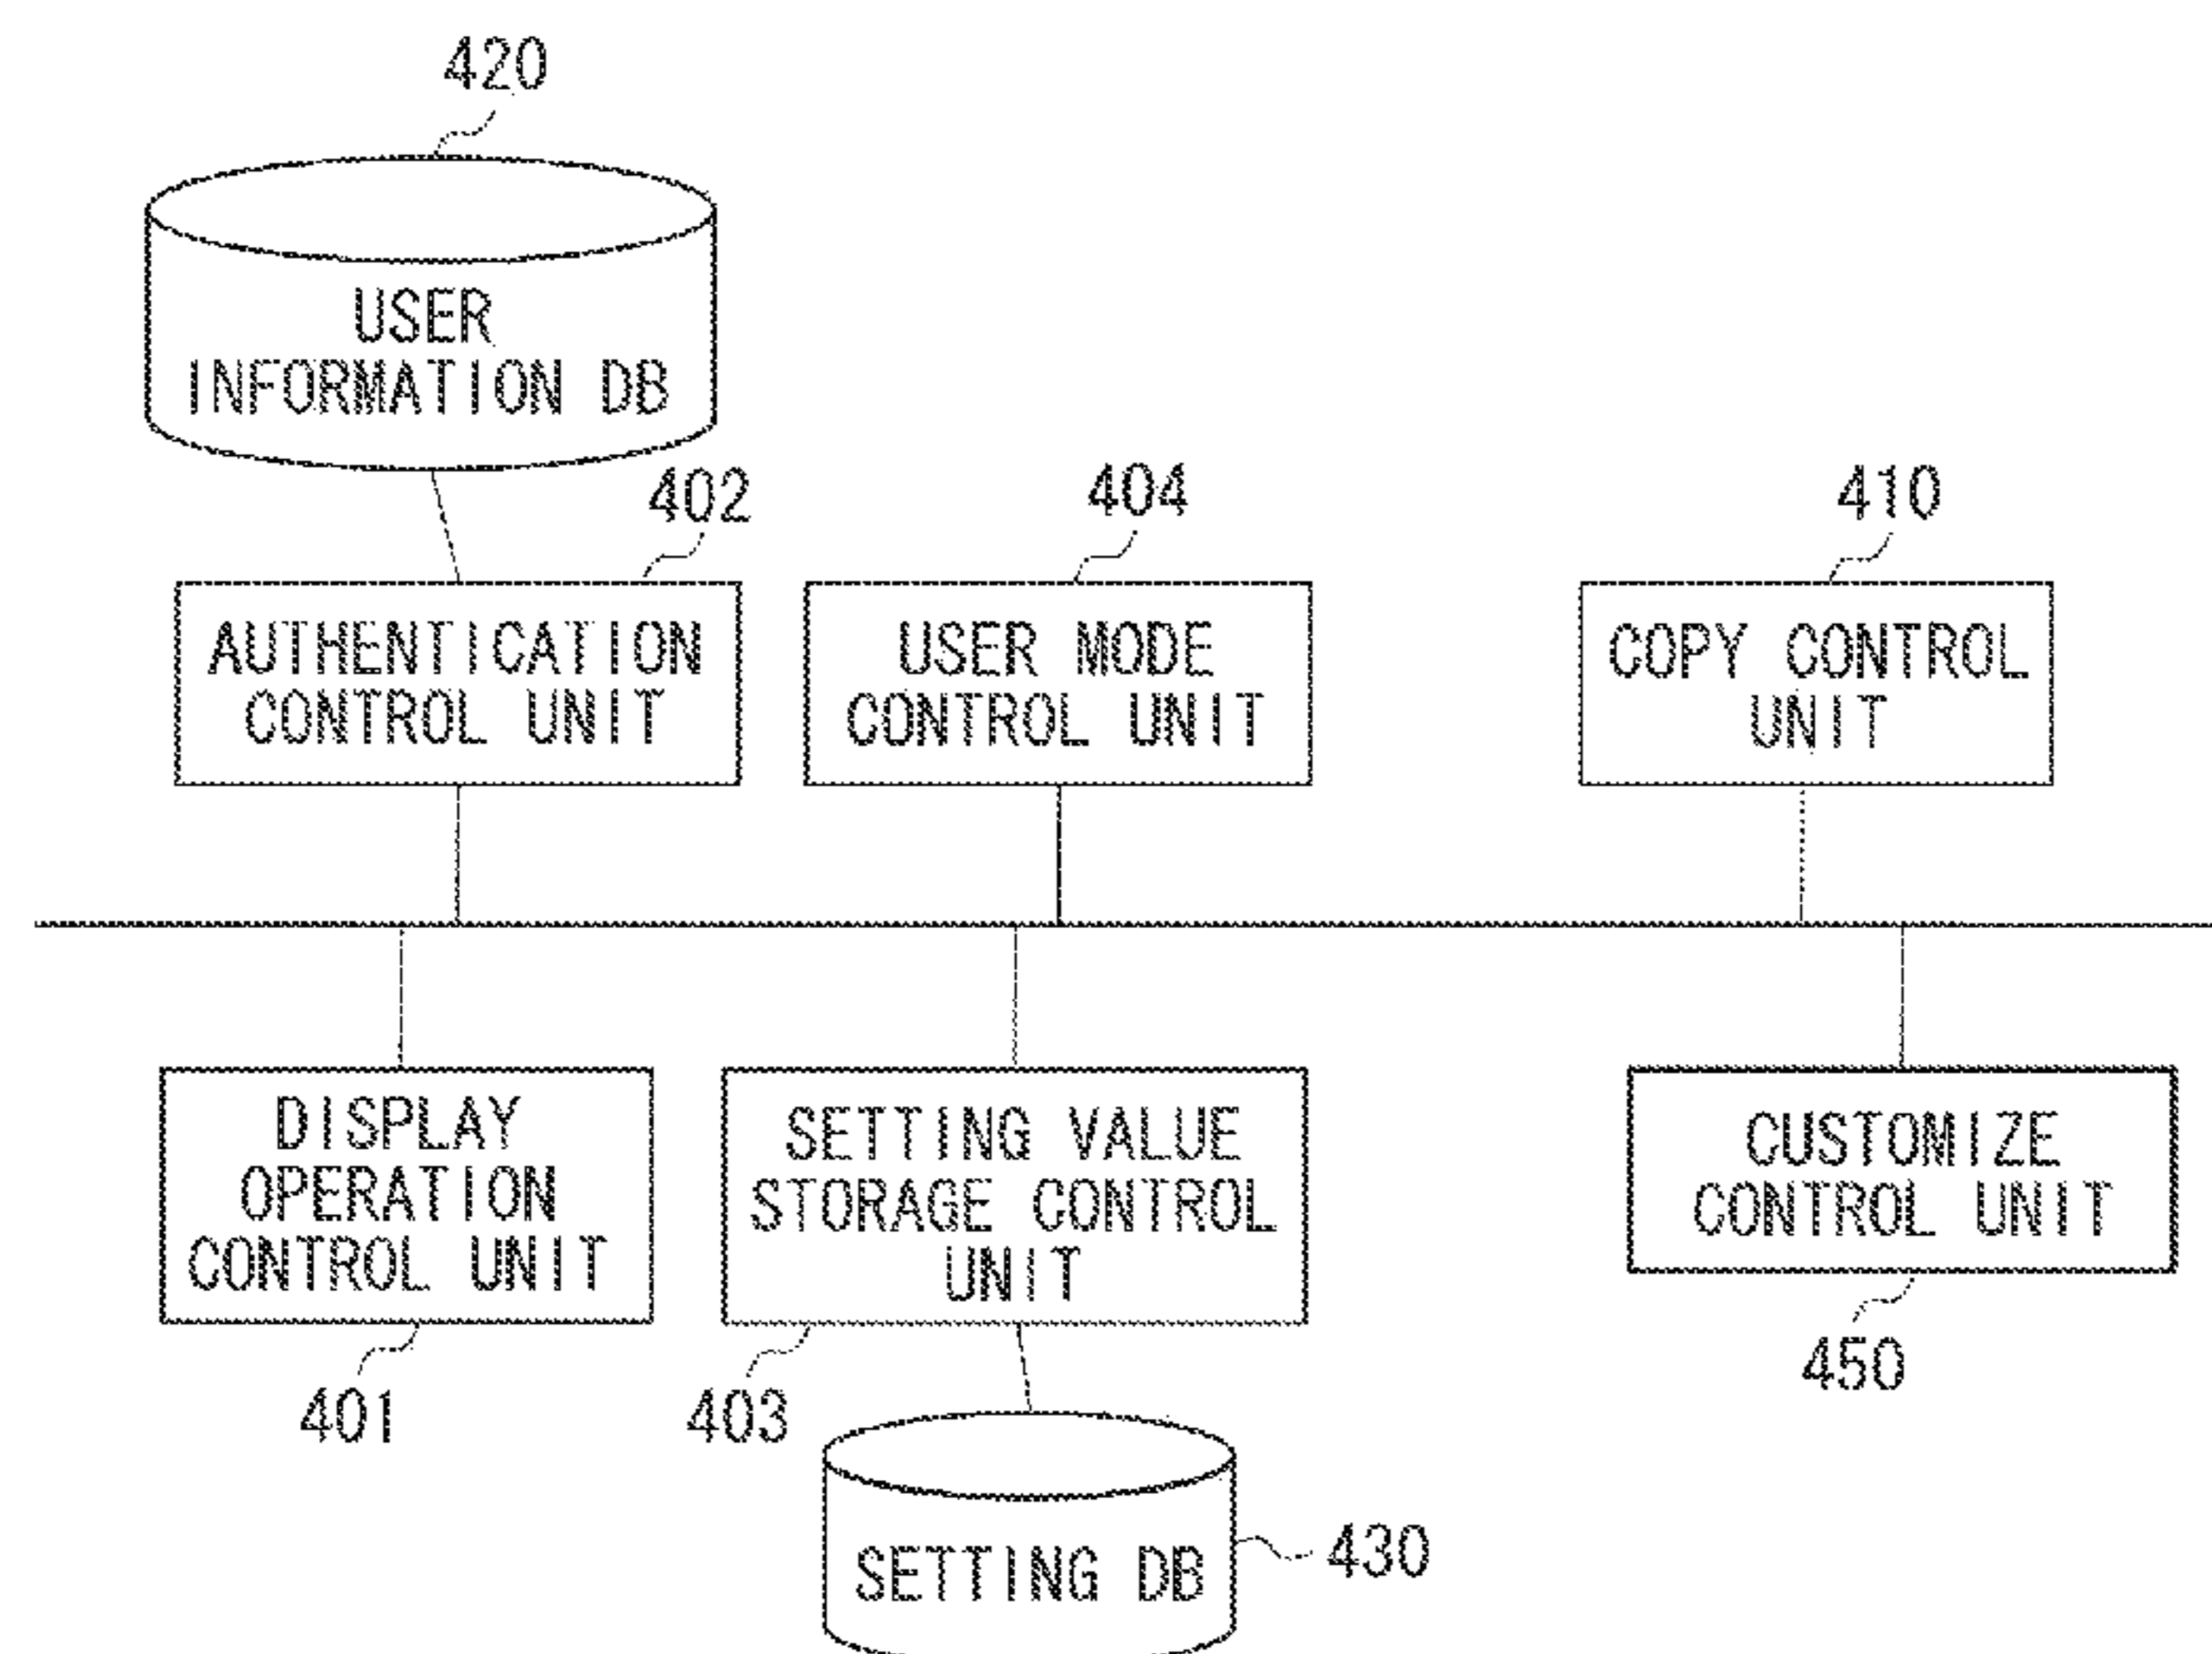 420
USER
INFORMATION DB
402
404
410
AUTHENTICATION
CONTROL UNIT
USER MODE
CONTROL UNIT
COPY CONTROL
UNIT
DISPLAY
OPERATION
CONTROL UNIT
SETTING VALUE
STORAGE CONTROL
UNIT
CUSTOMIZE
CONTROL UNIT
401
403
450
SETTING DB
430